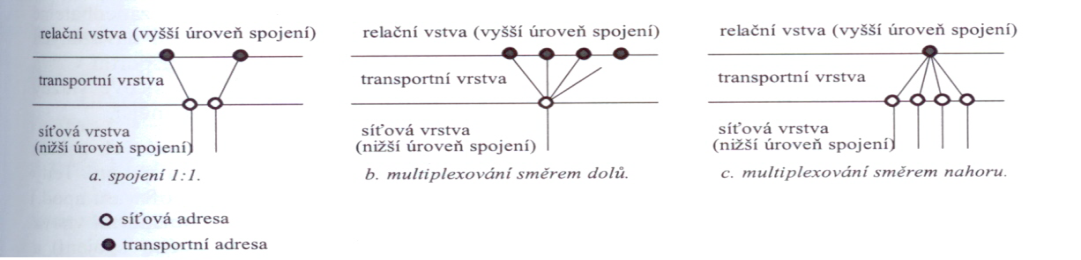 relační vstva (vyšší úroveň spojení)
transportní vrstva
síťová vrstva
(nižší úroveň spojení)
a. spojení 1:1.
relační vstva (vyšší úroveň spojení)
transportní vrstva
síťová vrstva
(nižší úroveň spojení)
b. multiplexování směrem dolů.
relační vstva (vyšší úroveň spojení)
transportní vrstva
síťová vrstva
(nižší úroveň spojení)
c. multiplexování směrem nahoru.
síťová adresa
transportní adresa